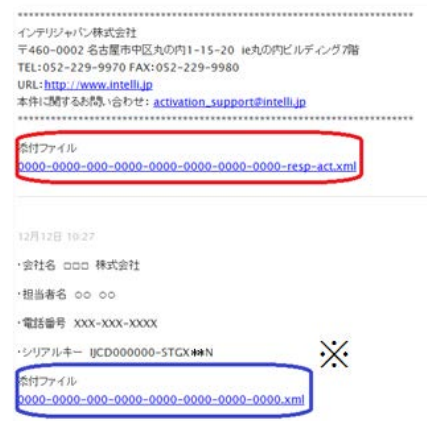 ************************************************************************
インテリジャパン株式会社
〒460-0002 名古屋市中区丸の内1-15-20 ie丸の内ビルディング7階
TEL:052-229-9970 FAX:052-229-9980
URL:http://www.intelli.jp
本件に関するお問い合わせ: activation_support@intelli.jp
************************************************************************
添付ファイル
0000-0000-000-0000-0000-0000-0000-0000-resp-act.xml
12月12日 10:27
・会社名 □□□ 株式会社
・担当者名 ○○ ○○
・電話番号 XXX-XXX-XXXX
・シリアルキー IJCD000000-STGX**N
※
添付ファイル
0000-0000-000-0000-0000-0000-0000-0000.xml